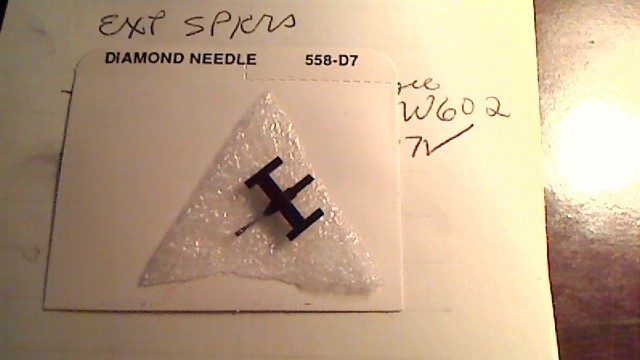 EXT SPKRS
DIAMOND NEEDLE 558-D7
W602